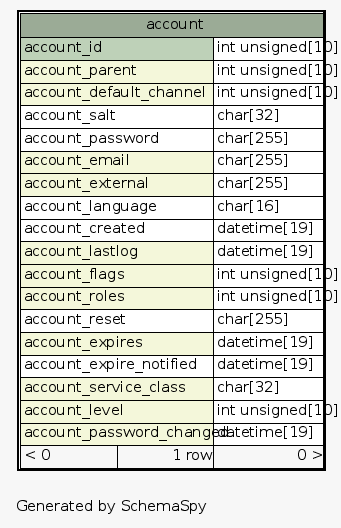 account
account_id int unsigned[10]
account_parent int unsigned[10]
account_default_channel int unsigned[10]
account_salt char[32]
account_password char[255]
account_email char[255]
account_external char[255]
account_language char[16]
account_created datetime[19]
account_lastlog datetime[19]
account_flags int unsigned[10]
account_roles int unsigned[10]
account_reset char[255]
account_expires datetime[19]
account_expire_notified datetime[19]
account_service_class char[32]
account_level int unsigned[10]
account_password_changed datetime[19]
< 0 1 row 0 >
Generated by SchemaSpy